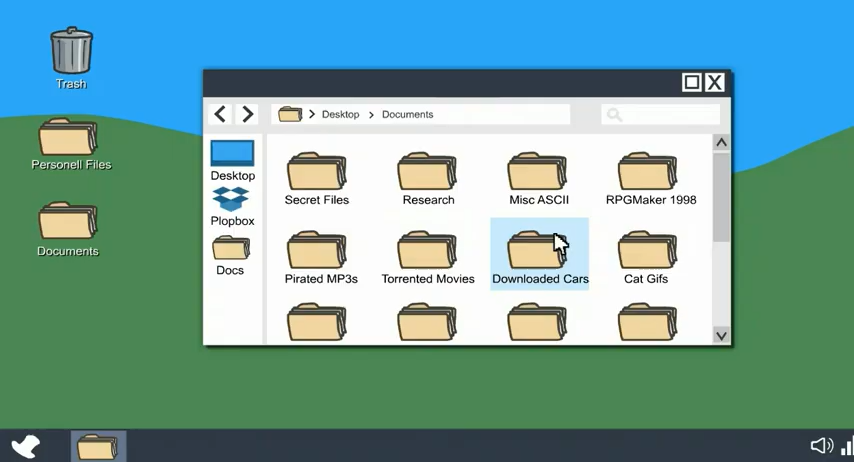 Trash
Personell Files
Documents
Desktop
Documents
Desktop
Plopbox
Docs
Secret Files
Research
Misc ASCII
RPGMaker 1998
Pirated MP3s
Torrented Movies
Downloaded Cars
Cat Gifs